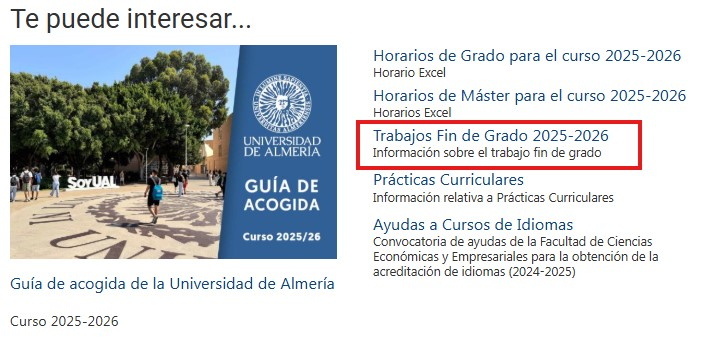 Te puede interesar...
UNIVERSIDAD
DE ALMERÍA
GUÍA DE
ACOGIDA
Curso 2025/26
SoyUAL
Guía de acogida de la Universidad de Almería
Curso 2025-2026
Horarios de Grado para el curso 2025-2026
Horario Excel
Horarios de Máster para el curso 2025-2026
Horarios Excel
Trabajos Fin de Grado 2025-2026
Información sobre el trabajo fin de grado
Prácticas Curriculares
Información relativa a Prácticas Curriculares
Ayudas a Cursos de Idiomas
Convocatoria de ayudas de la Facultad de Ciencias
Económicas y Empresariales para la obtención de la
acreditación de idiomas (2024-2025)